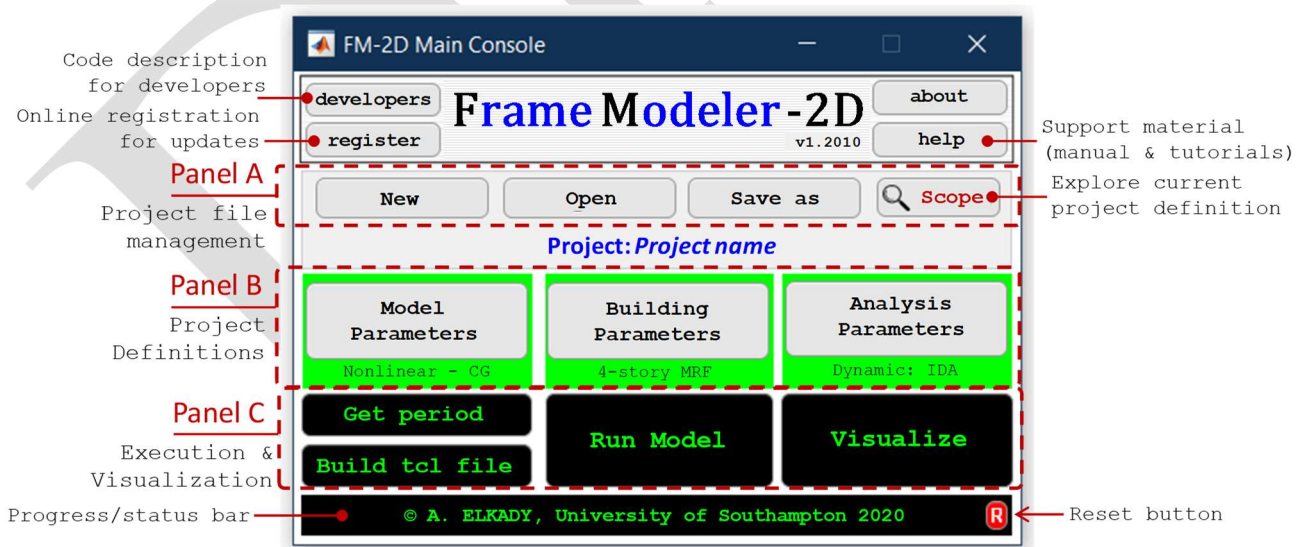 FM-2D Main Console
Code description
for developers
Online registration
for updates
developers
register
Frame Modeler-2D
v1.2010
about
help
Support material
(manual & tutorials)
Panel A
Project file
management
New
Open
Save as
Scope
Explore current
project definition
Project: Project name
Panel B
Project
Definitions
Model
Parameters
Nonlinear - CG
Building
Parameters
4-story MRF
Analysis
Parameters
Dynamic: IDA
Panel C
Execution &
Visualization
Get period
Build tcl file
Run Model
Visualize
Progress/status bar
© A. ELKADY, University of Southampton 2020
R
Reset button